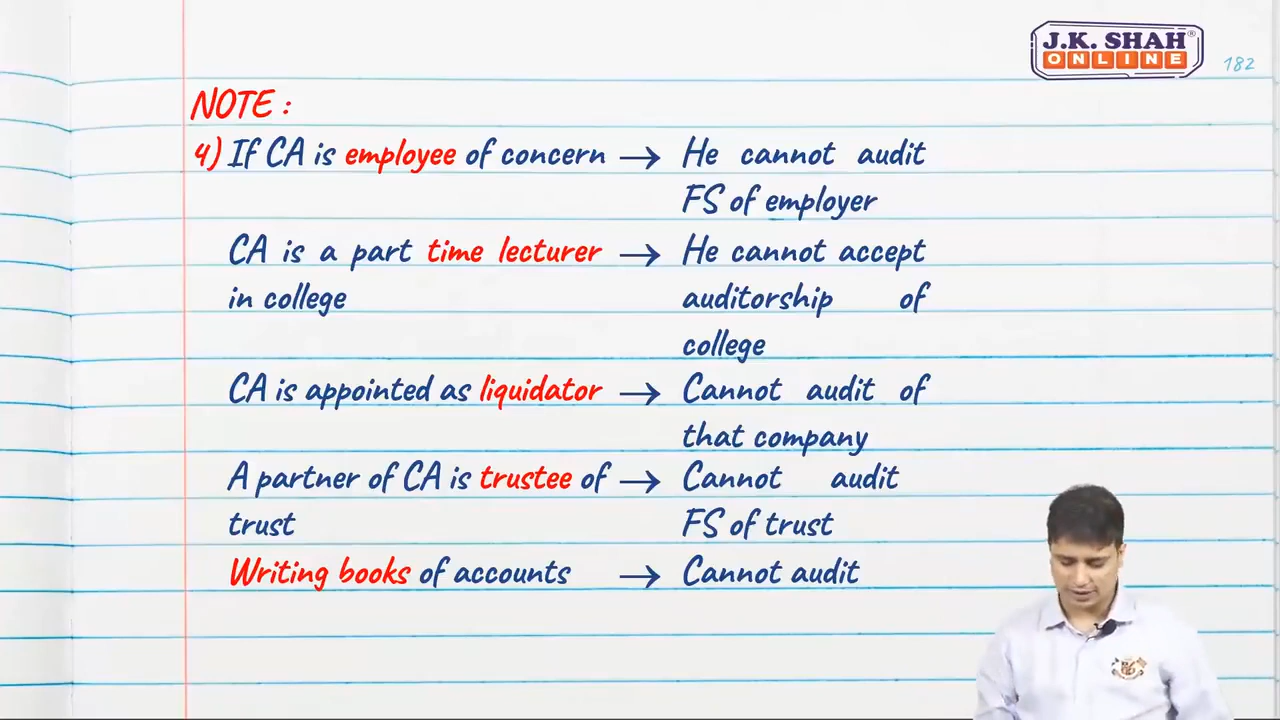 J.K. SHAH®
ONLINE
182
NOTE :
4) If CA is employee of concern → He cannot audit
FS of employer
CA is a part time lecturer → He cannot accept
in college auditorship of
college
CA is appointed as liquidator → Cannot audit of
that company
A partner of CA is trustee of → Cannot audit
trust FS of trust
Writing books of accounts → Cannot audit